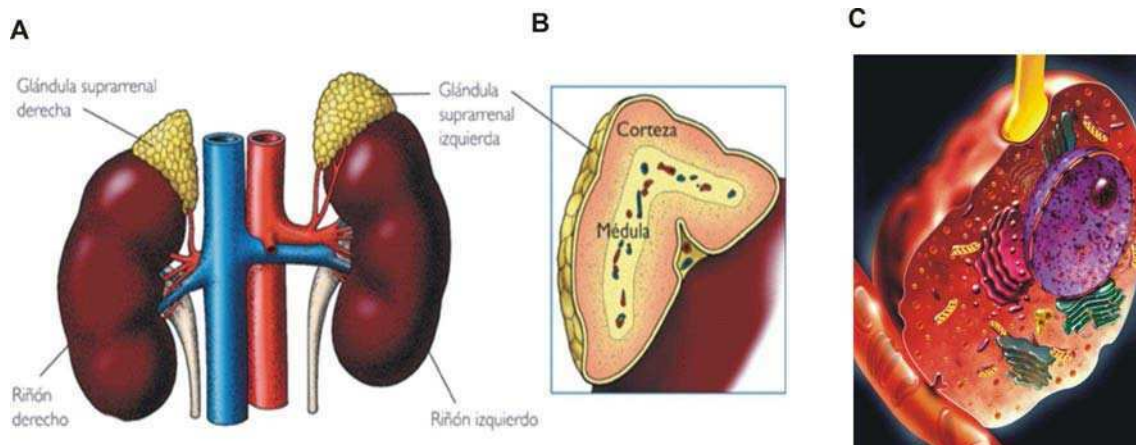 A
Glándula suprarrenal
derecha
Glándula
suprarrenal
izquierda
Riñón
derecho
Riñón izquierdo
B
Corteza
Médula
C